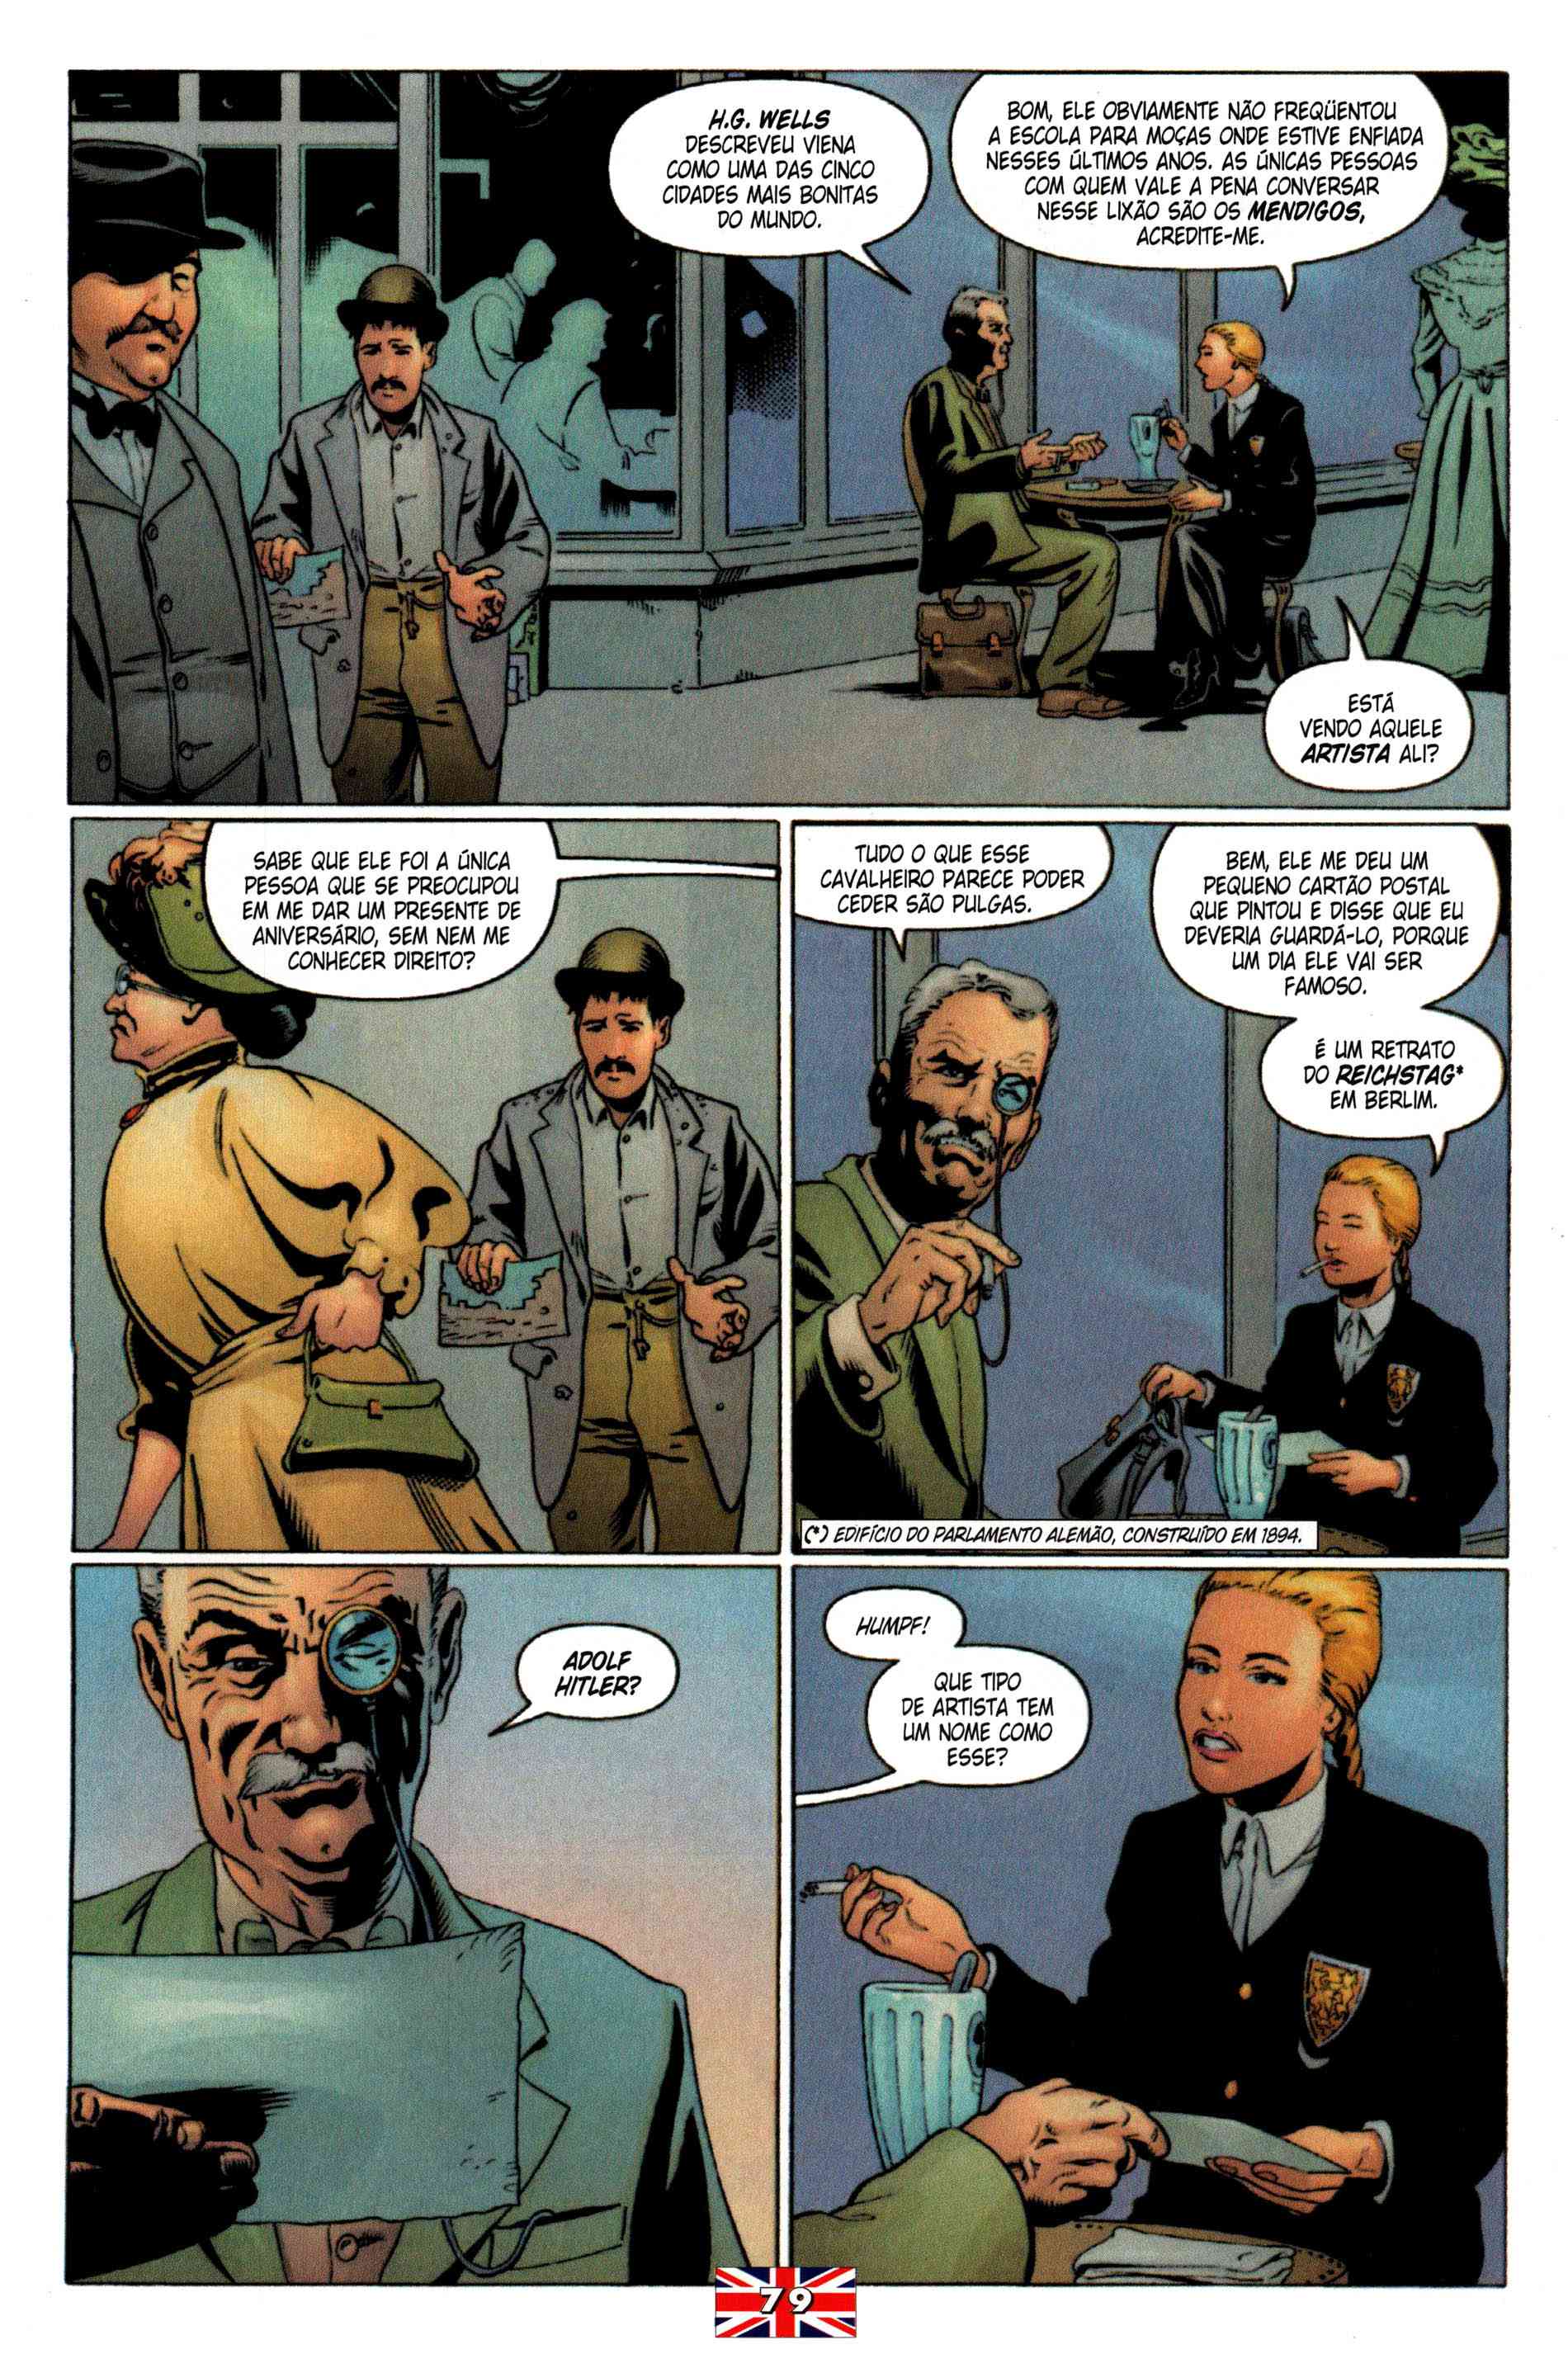 H.G. WELLS
DESCREVEU VIENA
COMO UMA DAS CINCO
CIDADES MAIS BONITAS
DO MUNDO.
BOM, ELE OBVIAMENTE NÃO FREQÜENTOU
A ESCOLA PARA MOÇAS ONDE ESTIVE ENFIADA
NESSES ÚLTIMOS ANOS. AS ÚNICAS PESSOAS
COM QUEM VALE A PENA CONVERSAR
NESSE LIXÃO SÃO OS MENDIGOS,
ACREDITE-ME.
ESTÁ
VENDO AQUELE
ARTISTA ALI?
SABE QUE ELE FOI A ÚNICA
PESSOA QUE SE PREOCUPOU
EM ME DAR UM PRESENTE DE
ANIVERSÁRIO, SEM NEM ME
CONHECER DIREITO?
TUDO O QUE ESSE
CAVALHEIRO PARECE PODER
CEDER SÃO PULGAS.
BEM, ELE ME DEU UM
PEQUENO CARTÃO POSTAL
QUE PINTOU E DISSE QUE EU
DEVERIA GUARDÁ-LO, PORQUE
UM DIA ELE VAI SER
FAMOSO.
É UM RETRATO
DO REICHSTAG*
EM BERLIM.
(*) EDIFÍCIO DO PARLAMENTO ALEMÃO, CONSTRUÍDO EM 1894.
ADOLF
HITLER?
HUMPF!
QUE TIPO
DE ARTISTA TEM
UM NOME COMO
ESSE?
79